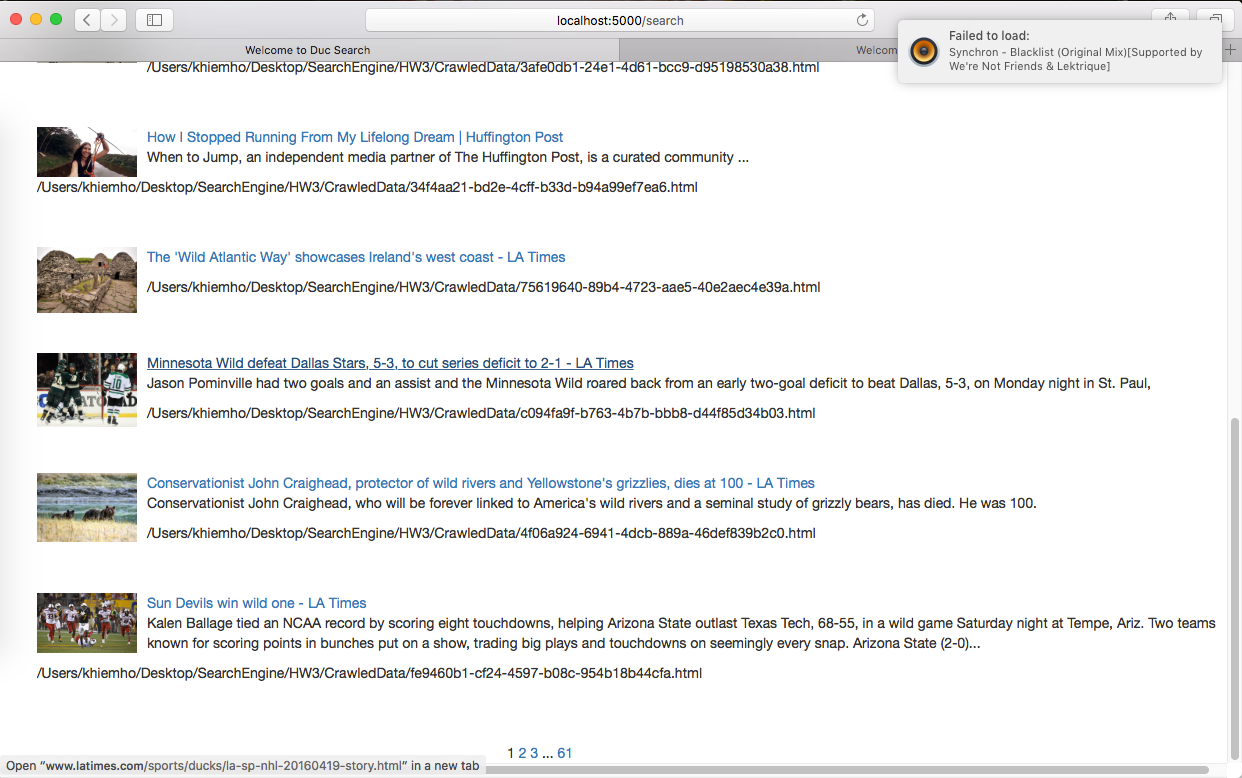 localhost:5000/search
Welcome to Duc Search
Welcom
Failed to load:
Synchron - Blacklist (Original Mix)[Supported by
We're Not Friends & Lektrique]
/Users/khiemho/Desktop/SearchEngine/HW3/CrawledData/3afe0db1-24e1-4d61-bcc9-d95198530a38.html
How I Stopped Running From My Lifelong Dream | Huffington Post
When to Jump, an independent media partner of The Huffington Post, is a curated community ...
/Users/khiemho/Desktop/SearchEngine/HW3/CrawledData/34f4aa21-bd2e-4cff-b33d-b94a99ef7ea6.html
The 'Wild Atlantic Way' showcases Ireland's west coast - LA Times
/Users/khiemho/Desktop/SearchEngine/HW3/CrawledData/75619640-89b4-4723-aae5-40e2aec4e39a.html
Minnesota Wild defeat Dallas Stars, 5-3, to cut series deficit to 2-1 - LA Times
Jason Pominville had two goals and an assist and the Minnesota Wild roared back from an early two-goal deficit to beat Dallas, 5-3, on Monday night in St. Paul,
/Users/khiemho/Desktop/SearchEngine/HW3/CrawledData/c094fa9f-b763-4b7b-bbb8-d44f85d34b03.html
Conservationist John Craighead, protector of wild rivers and Yellowstone's grizzlies, dies at 100 - LA Times
Conservationist John Craighead, who will be forever linked to America's wild rivers and a seminal study of grizzly bears, has died. He was 100.
/Users/khiemho/Desktop/SearchEngine/HW3/CrawledData/4f06a924-6941-4dcb-889a-46def839b2c0.html
Sun Devils win wild one - LA Times
Kalen Ballage tied an NCAA record by scoring eight touchdowns, helping Arizona State outlast Texas Tech, 68-55, in a wild game Saturday night at Tempe, Ariz. Two teams
known for scoring points in bunches put on a show, trading big plays and touchdowns on seemingly every snap. Arizona State (2-0)...
/Users/khiemho/Desktop/SearchEngine/HW3/CrawledData/fe9460b1-cf24-4597-b08c-954b18b44cfa.html
1 2 3 ... 61
Open "www.latimes.com/sports/ducks/la-sp-nhl-20160419-story.html" in a new tab